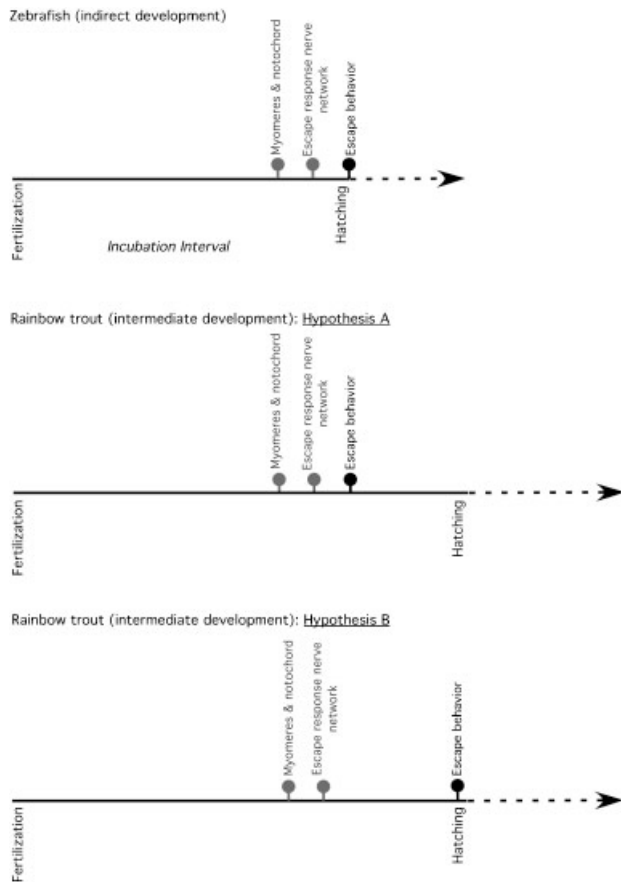 Zebrafish (indirect development)
Myomeres & notochord
Escape response nerve
network
Escape behavior
Fertilization
Hatching
Incubation Interval
Rainbow trout (intermediate development): Hypothesis A
Myomeres & notochord
Escape response nerve
network
Escape behavior
Fertilization
Hatching
Rainbow trout (intermediate development): Hypothesis B
Myomeres & notochord
Escape response nerve
network
Escape behavior
Fertilization
Hatching